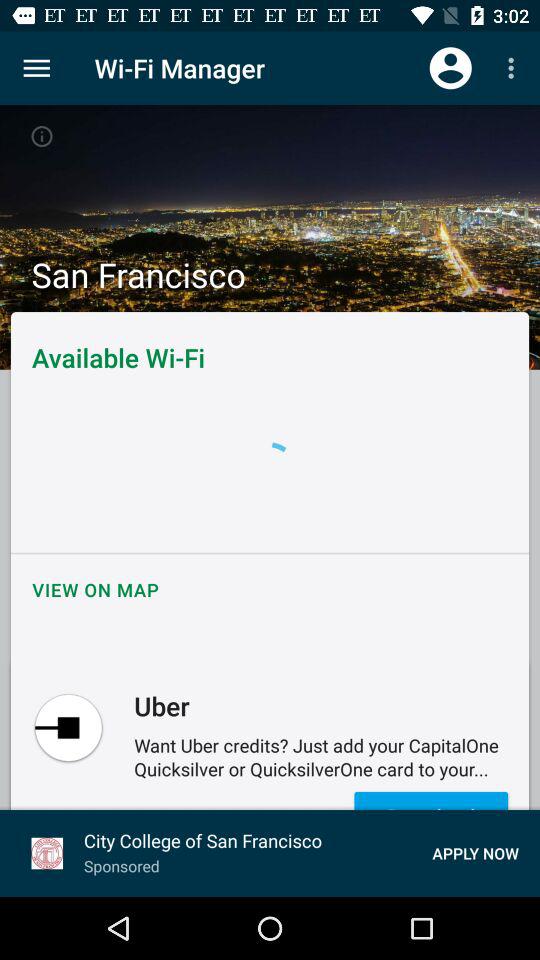 ET ET ET ET ET ET ET ET ET ET ET 3:02
Wi-Fi Manager
San Francisco
Available Wi-Fi
VIEW ON MAP
Uber
Want Uber credits? Just add your CapitalOne
Quicksilver or QuicksilverOne card to your...
City College of San Francisco
Sponsored
APPLY NOW